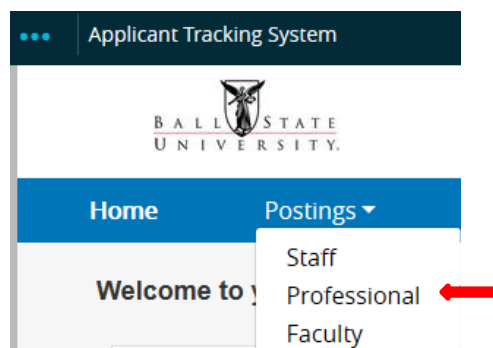 ••• Applicant Tracking System
BALL STATE
UNIVERSITY.
Home Postings
Staff
Welcome to y Professional
Faculty